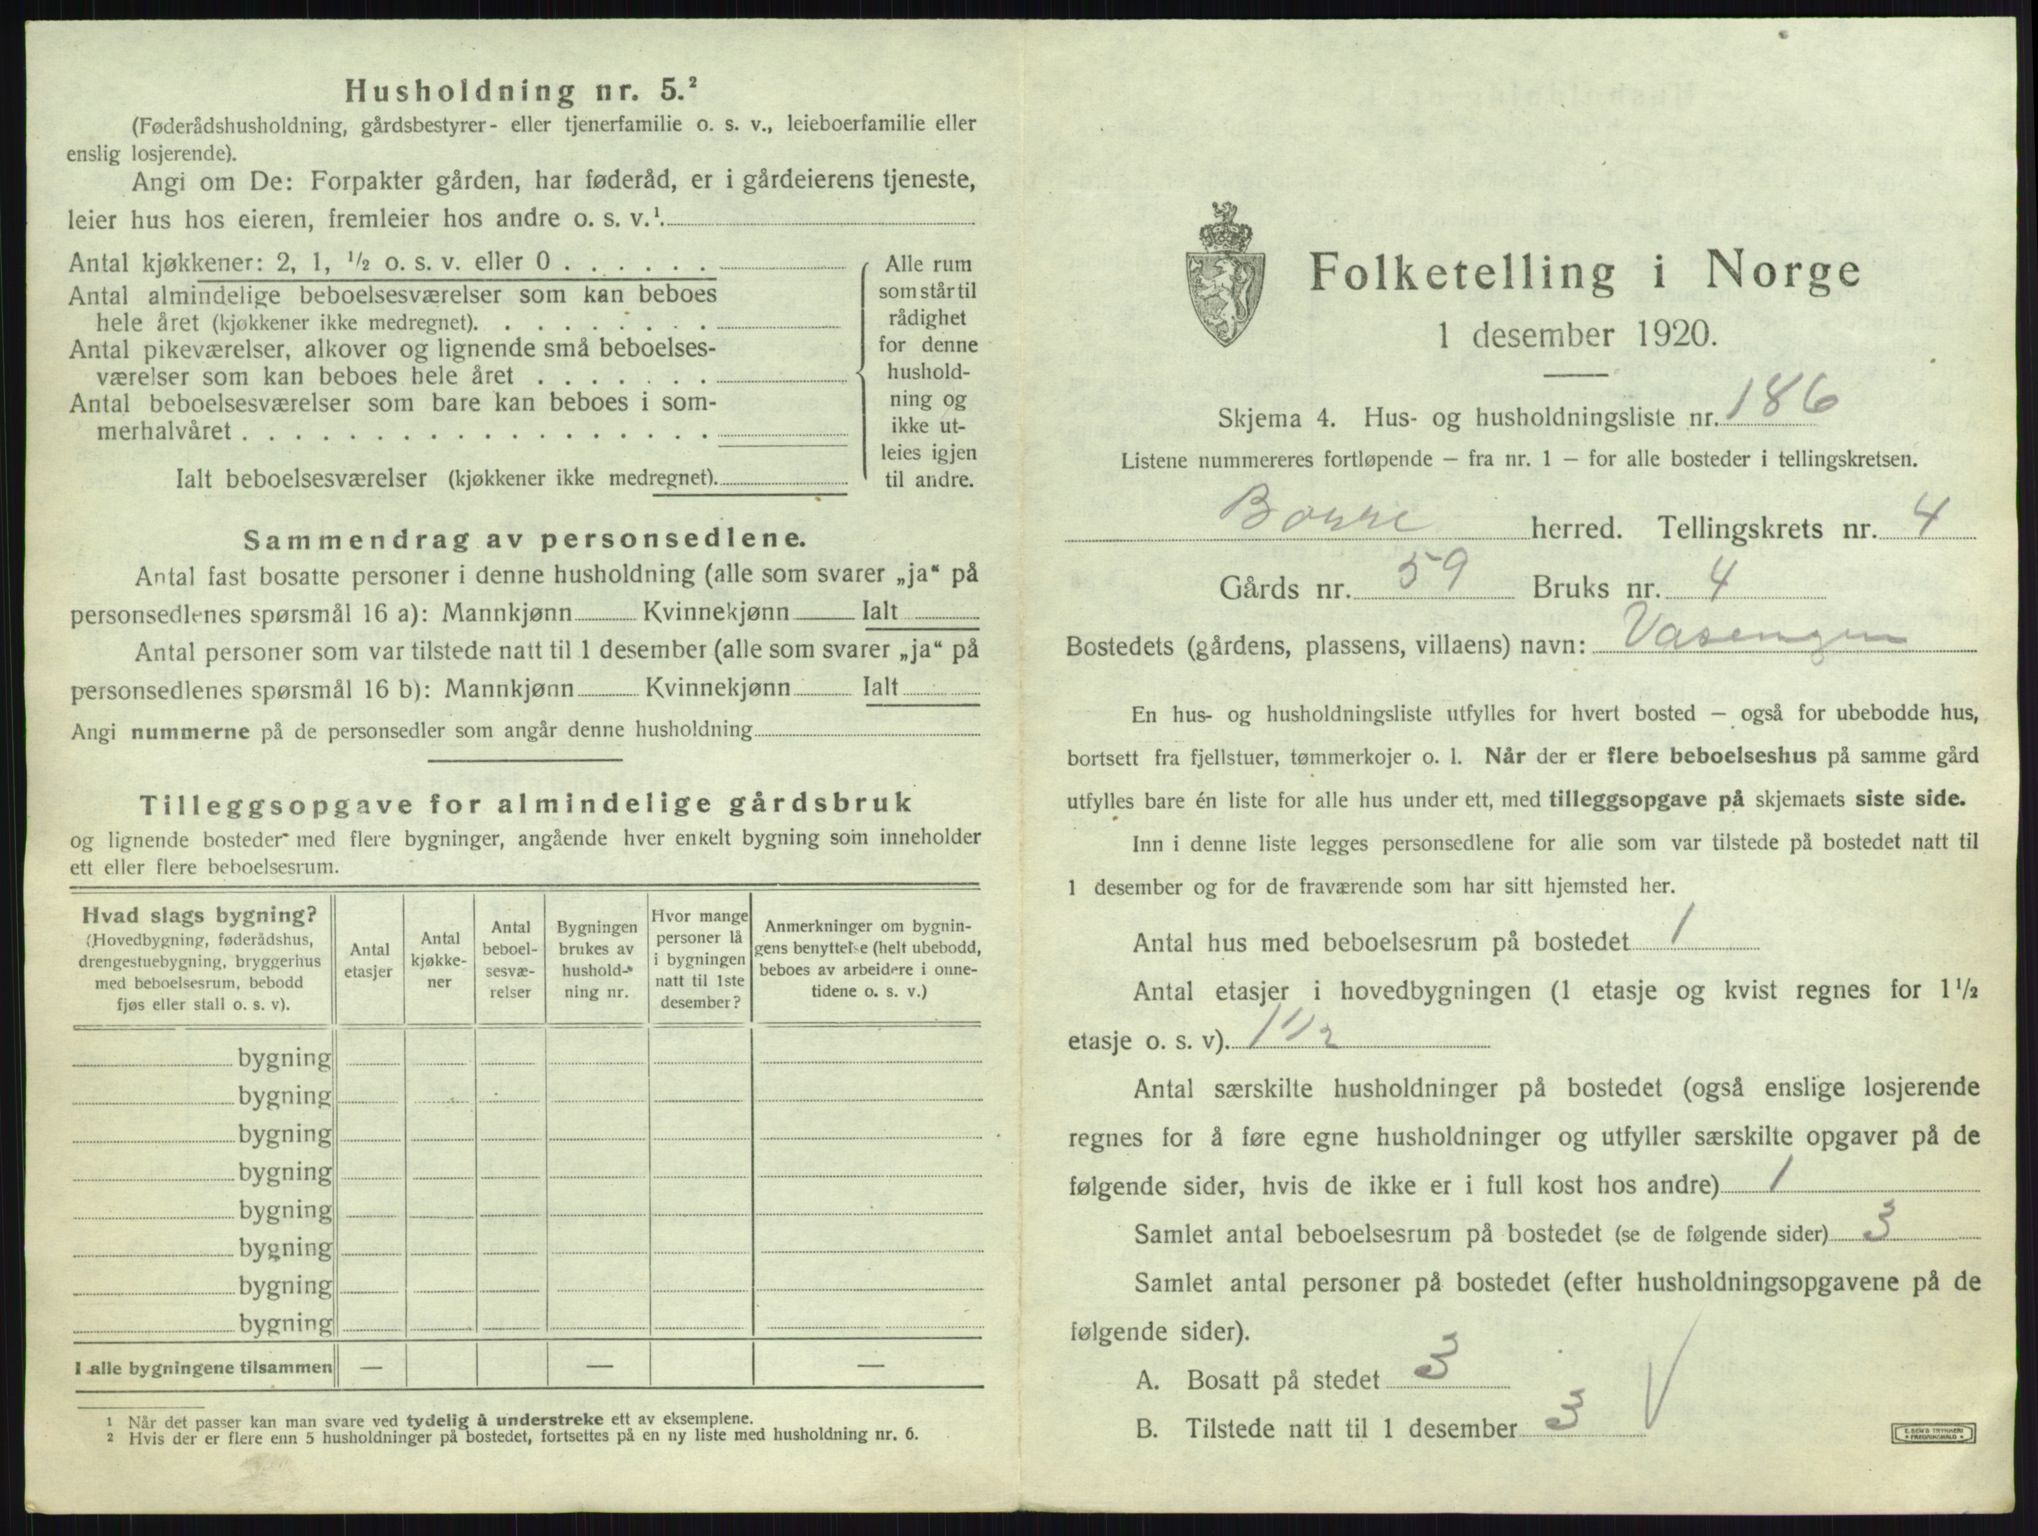 Husholdning nr. 5.²
(Føderådshusholdning, gårdsbestyrer- eller tjenerfamilie o. s. v., leieboerfamilie eller
enslig losjerende).
Angi om De: Forpakter gården, har føderåd, er i gårdeierens tjeneste,
leier hus hos eieren, fremleier hos andre o. s. v.¹.
Antal kjøkkener: 2, 1, ½ o. s. v. eller 0 . . . . . .
Antal almindelige beboelsesværelser som kan beboes
hele året (kjøkkener ikke medregnet). . . . . . . . .
Antal pikeværelser, alkover og lignende små beboelses-
værelser som kan beboes hele året . . . . . . .
Antal beboelsesværelser som bare kan beboes i som-
merhalvåret . . . . . . . . . . . . . . . . . .
Ialt beboelsesværelser (kjøkkener ikke medregnet).
Alle rum
som står til
rådighet
for denne
hushold-
ning og
ikke ut-
leies igjen
til andre.
Sammendrag av personsedlene.
Antal fast bosatte personer i denne husholdning (alle som svarer „ja“ på
personsedlenes spørsmål 16 a): Mannkjønn Kvinnekjønn Ialt
Antal personer som var tilstede natt til 1 desember (alle som svarer „ja“ på
personsedlenes spørsmål 16 b): Mannkjønn Kvinnekjønn Ialt
Angi nummerne på de personsedler som angår denne husholdning
Tilleggsopgave for almindelige gårdsbruk
og lignende bosteder med flere bygninger, angående hver enkelt bygning som inneholder
ett eller flere beboelsesrum.
Hvad slags bygning?
(Hovedbygning, føderådshus,
drengestuebygning, bryggerhus
med beboelsesrum, bebodd
fjøs eller stall o. s. v).
Antal
etasjer
Antal
kjøkke-
ner
Antal
beboel-
sesvæ-
relser
Bygningen
brukes av
hushold-
ning nr.
Hvor mange
personer lå
i bygningen
natt til 1ste
desember?
Anmerkninger om bygnin-
gens benyttelse (helt ubebodd,
beboes av arbeidere i onne-
tidene o. s. v.)
bygning
bygning
bygning
bygning
bygning
bygning
bygning
bygning
I alle bygningene tilsammen — — —
¹ Når det passer kan man svare ved tydelig å understreke ett av eksemplene.
² Hvis der er flere enn 5 husholdninger på bostedet, fortsettes på en ny liste med husholdning nr. 6.
Folketelling i Norge
1 desember 1920.
Skjema 4. Hus- og husholdningsliste nr. 186
Listene nummereres fortløpende – fra nr. 1 – for alle bosteder i tellingskretsen.
Borre herred. Tellingskrets nr. 4
Gårds nr. 59 Bruks nr. 4
Bostedets (gårdens, plassens, villaens) navn: Vasengen
En hus- og husholdningsliste utfylles for hvert bosted – også for ubebodde hus,
bortsett fra fjellstuer, tømmerkojer o. l. Når der er flere beboelseshus på samme gård
utfylles bare én liste for alle hus under ett, med tilleggsopgave på skjemaets siste side.
Inn i denne liste legges personsedlene for alle som var tilstede på bostedet natt til
1 desember og for de fraværende som har sitt hjemsted her.
Antal hus med beboelsesrum på bostedet 1
Antal etasjer i hovedbygningen (1 etasje og kvist regnes for 1½
etasje o. s. v). 1½
Antal særskilte husholdninger på bostedet (også enslige losjerende
regnes for å føre egne husholdninger og utfyller særskilte opgaver på de
følgende sider, hvis de ikke er i full kost hos andre) 1
Samlet antal beboelsesrum på bostedet (se de følgende sider) 3
Samlet antal personer på bostedet (efter husholdningsopgavene på de
følgende sider).
A. Bosatt på stedet 3
B. Tilstede natt til 1 desember 3
E. SEM'S TRYKKERI
FREDRIKSHALD